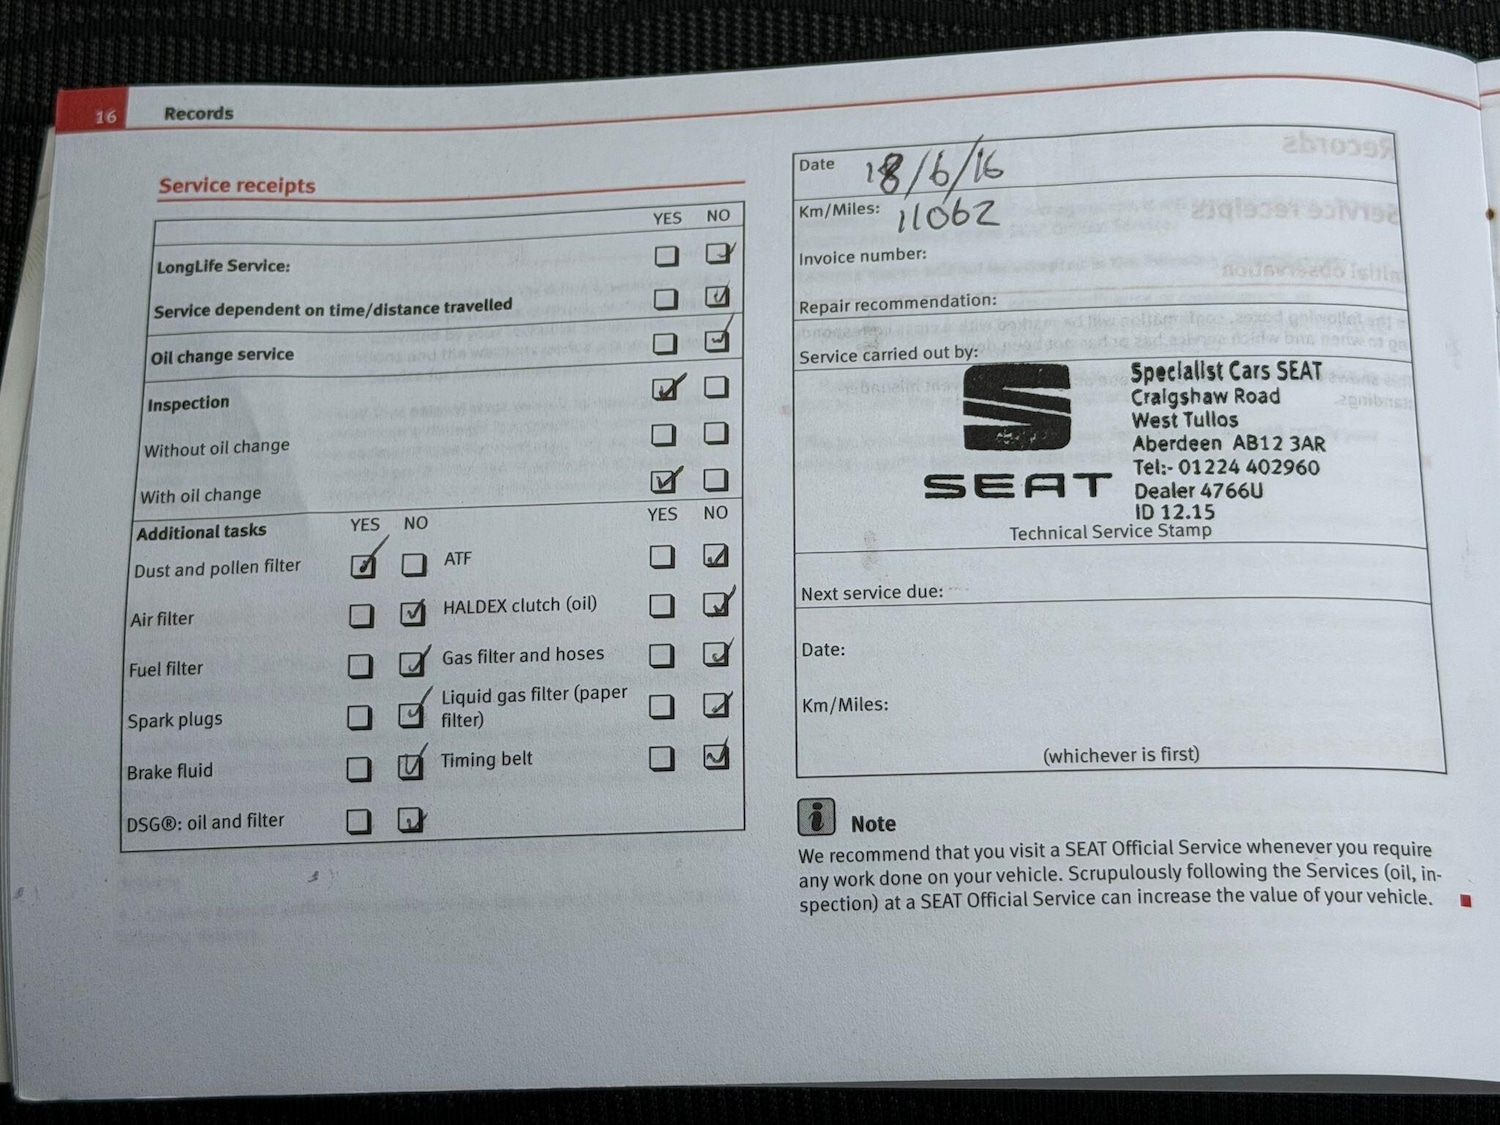 16 Records
Service receipts
YES NO
LongLife Service:
Service dependent on time/distance travelled
Oil change service
Inspection
Without oil change
With oil change
Additional tasks YES NO YES NO
Dust and pollen filter ATF
Air filter HALDEX clutch (oil)
Fuel filter Gas filter and hoses
Spark plugs Liquid gas filter (paper
filter)
Brake fluid Timing belt
DSG®: oil and filter
Date 18/6/16
Km/Miles: 11062
Invoice number:
Repair recommendation:
Service carried out by:
SEAT
Specialist Cars SEAT
Craigshaw Road
West Tullos
Aberdeen AB12 3AR
Tel:- 01224 402960
Dealer 4766U
ID 12.15
Technical Service Stamp
Next service due:
Date:
Km/Miles:
(whichever is first)
i Note
We recommend that you visit a SEAT Official Service whenever you require
any work done on your vehicle. Scrupulously following the Services (oil, in-
spection) at a SEAT Official Service can increase the value of your vehicle.